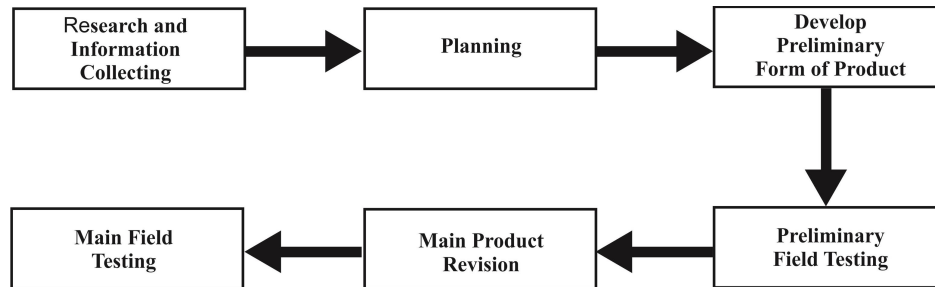 Research and
Information
Collecting
Planning
Develop
Preliminary
Form of Product
Preliminary
Field Testing
Main Product
Revision
Main Field
Testing